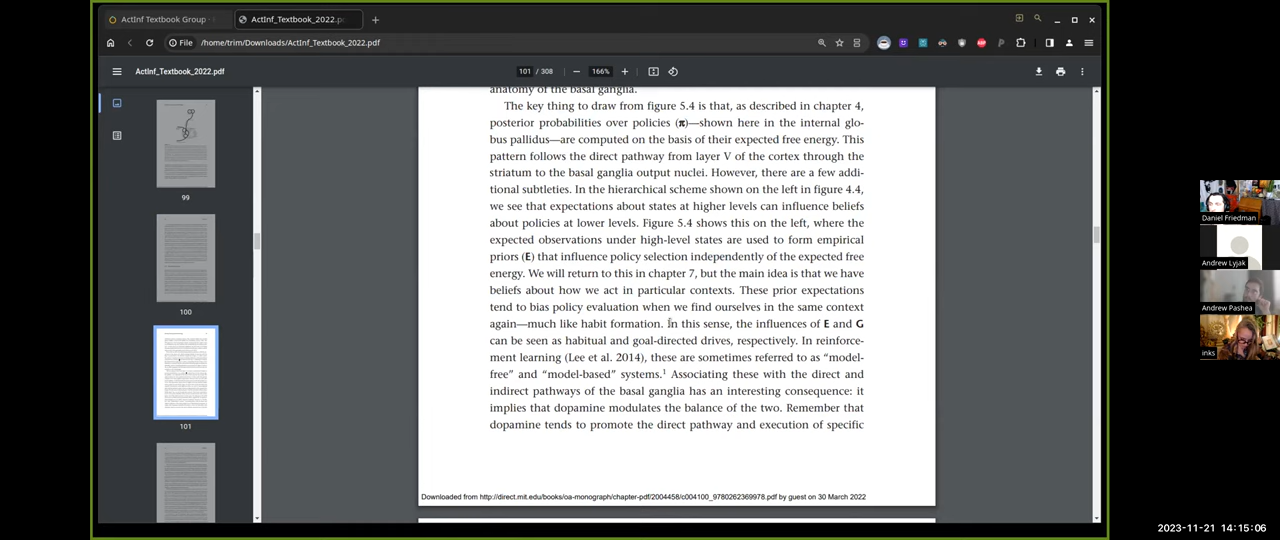 ActInf Textbook Group -
ActInf_Textbook_2022.pdf
File
/home/trim/Downloads/ActInf_Textbook_2022.pdf
ActInf_Textbook_2022.pdf
101 / 308
166%
99
100
101
anatomy of the basal ganglia.
The key thing to draw from figure 5.4 is that, as described in chapter 4,
posterior probabilities over policies (π)—shown here in the internal glo-
bus pallidus—are computed on the basis of their expected free energy. This
pattern follows the direct pathway from layer V of the cortex through the
striatum to the basal ganglia output nuclei. However, there are a few addi-
tional subtleties. In the hierarchical scheme shown on the left in figure 4.4,
we see that expectations about states at higher levels can influence beliefs
about policies at lower levels. Figure 5.4 shows this on the left, where the
expected observations under high-level states are used to form empirical
priors (E) that influence policy selection independently of the expected free
energy. We will return to this in chapter 7, but the main idea is that we have
beliefs about how we act in particular contexts. These prior expectations
tend to bias policy evaluation when we find ourselves in the same context
again—much like habit formation. In this sense, the influences of E and G
can be seen as habitual and goal-directed drives, respectively. In reinforce-
ment learning (Lee et al., 2014), these are sometimes referred to as “model-
free” and “model-based” systems.1 Associating these with the direct and
indirect pathways of the basal ganglia has an interesting consequence: it
implies that dopamine modulates the balance of the two. Remember that
dopamine tends to promote the direct pathway and execution of specific
Downloaded from http://direct.mit.edu/books/oa-monograph/chapter-pdf/2004458/c004100_9780262369978.pdf by guest on 30 March 2022
Daniel Friedman
Andrew Lyjak
Andrew Pashea
inks
2023-11-21 14:15:06